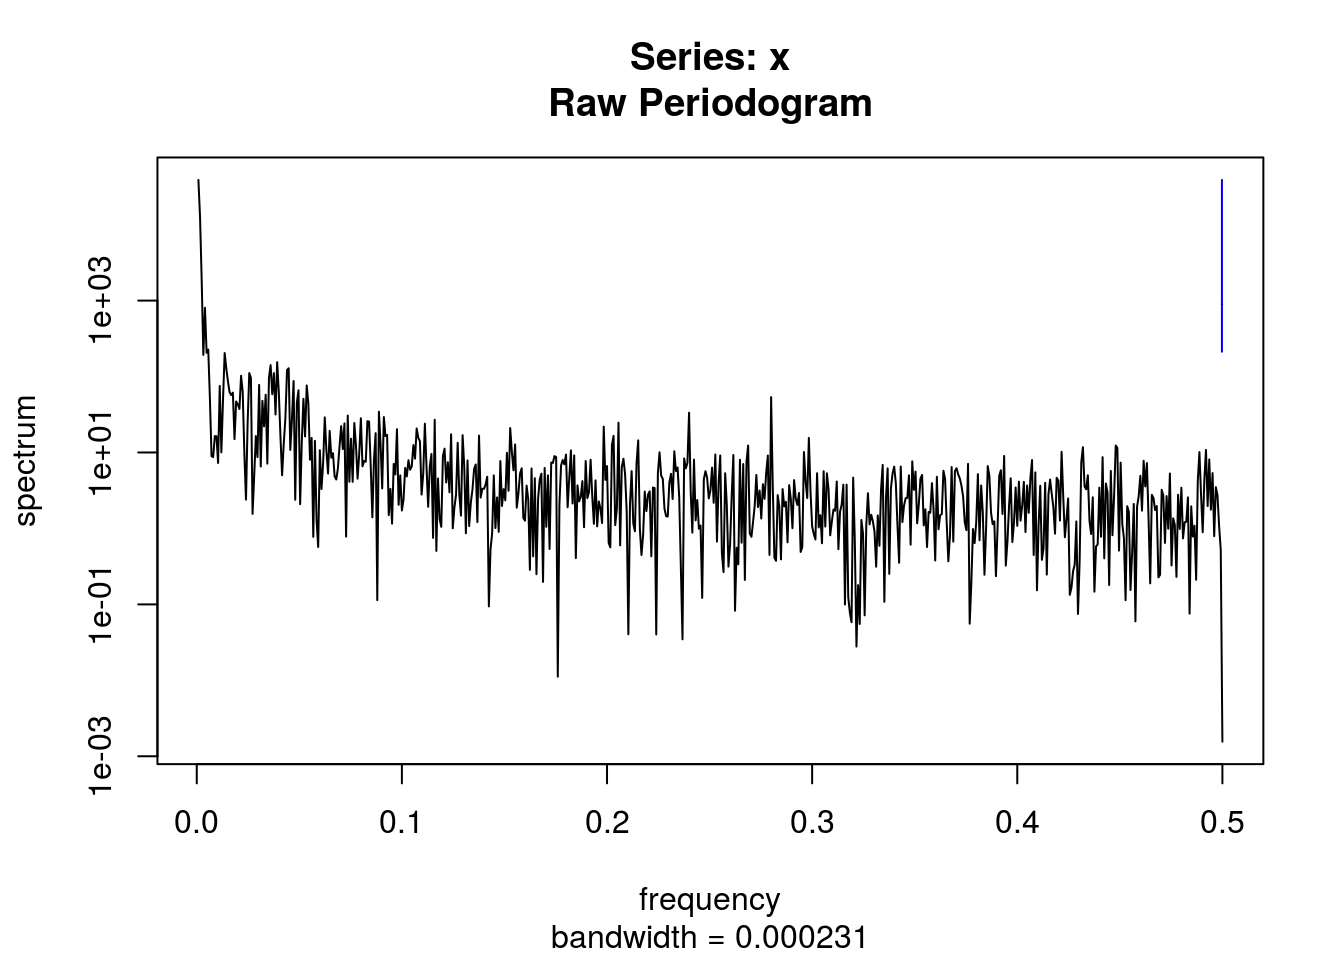 Series: x
Raw Periodogram
spectrum
1e+03
1e+01
1e-01
1e-03
0.0 0.1 0.2 0.3 0.4 0.5
frequency
bandwidth = 0.000231